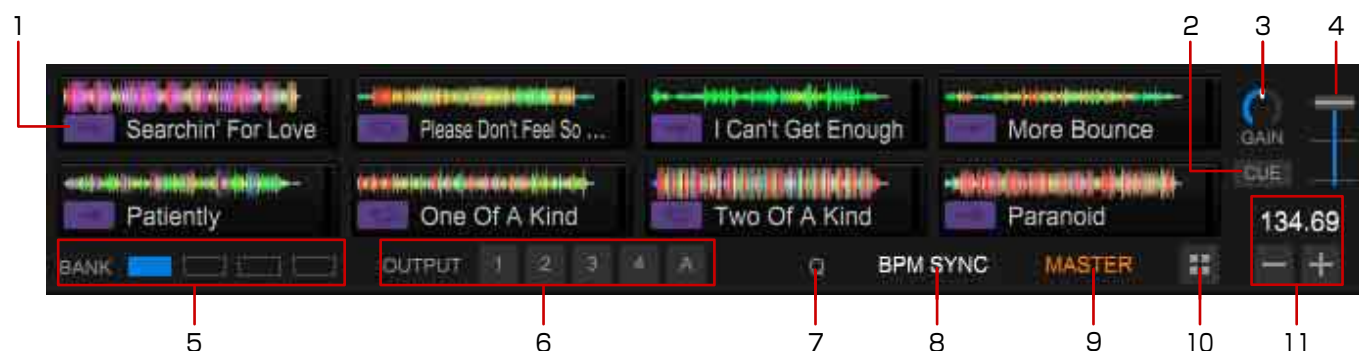 1 2 3 4
Searchin' For Love Please Don't Feel So ... I Can't Get Enough More Bounce
GAIN
CUE
Patiently One Of A Kind Two Of A Kind Paranoid
134.69
BANK OUTPUT 1 2 3 4 A Q BPM SYNC MASTER − +
5 6 7 8 9 10 11